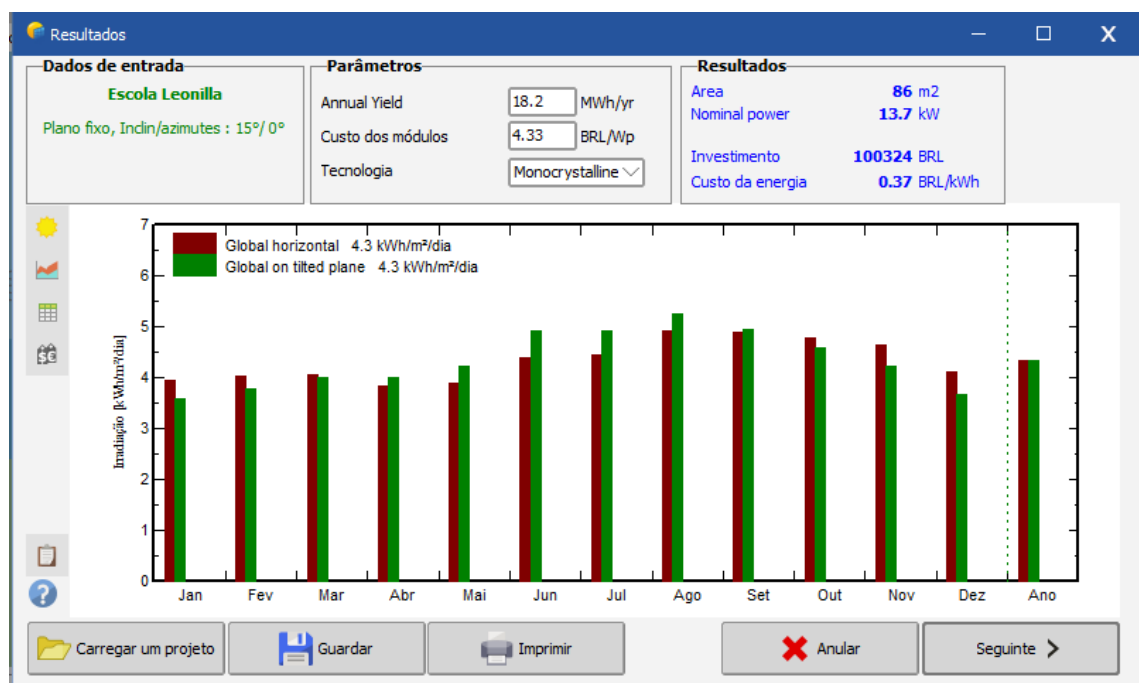 Resultados
Dados de entrada
Escola Leonilla
Plano fixo, Inclin/azimutes : 15°/ 0°
Parâmetros
Annual Yield 18.2 MWh/yr
Custo dos módulos 4.33 BRL/Wp
Tecnologia Monocrystalline
Resultados
Area 86 m2
Nominal power 13.7 kW
Investimento 100324 BRL
Custo da energia 0.37 BRL/kWh
Global horizontal 4.3 kWh/m²/dia
Global on tilted plane 4.3 kWh/m²/dia
Irradiação [kWh/m²/dia]
7
6
5
4
3
2
1
0
Jan Fev Mar Abr Mai Jun Jul Ago Set Out Nov Dez Ano
Carregar um projeto Guardar Imprimir Anular Seguinte